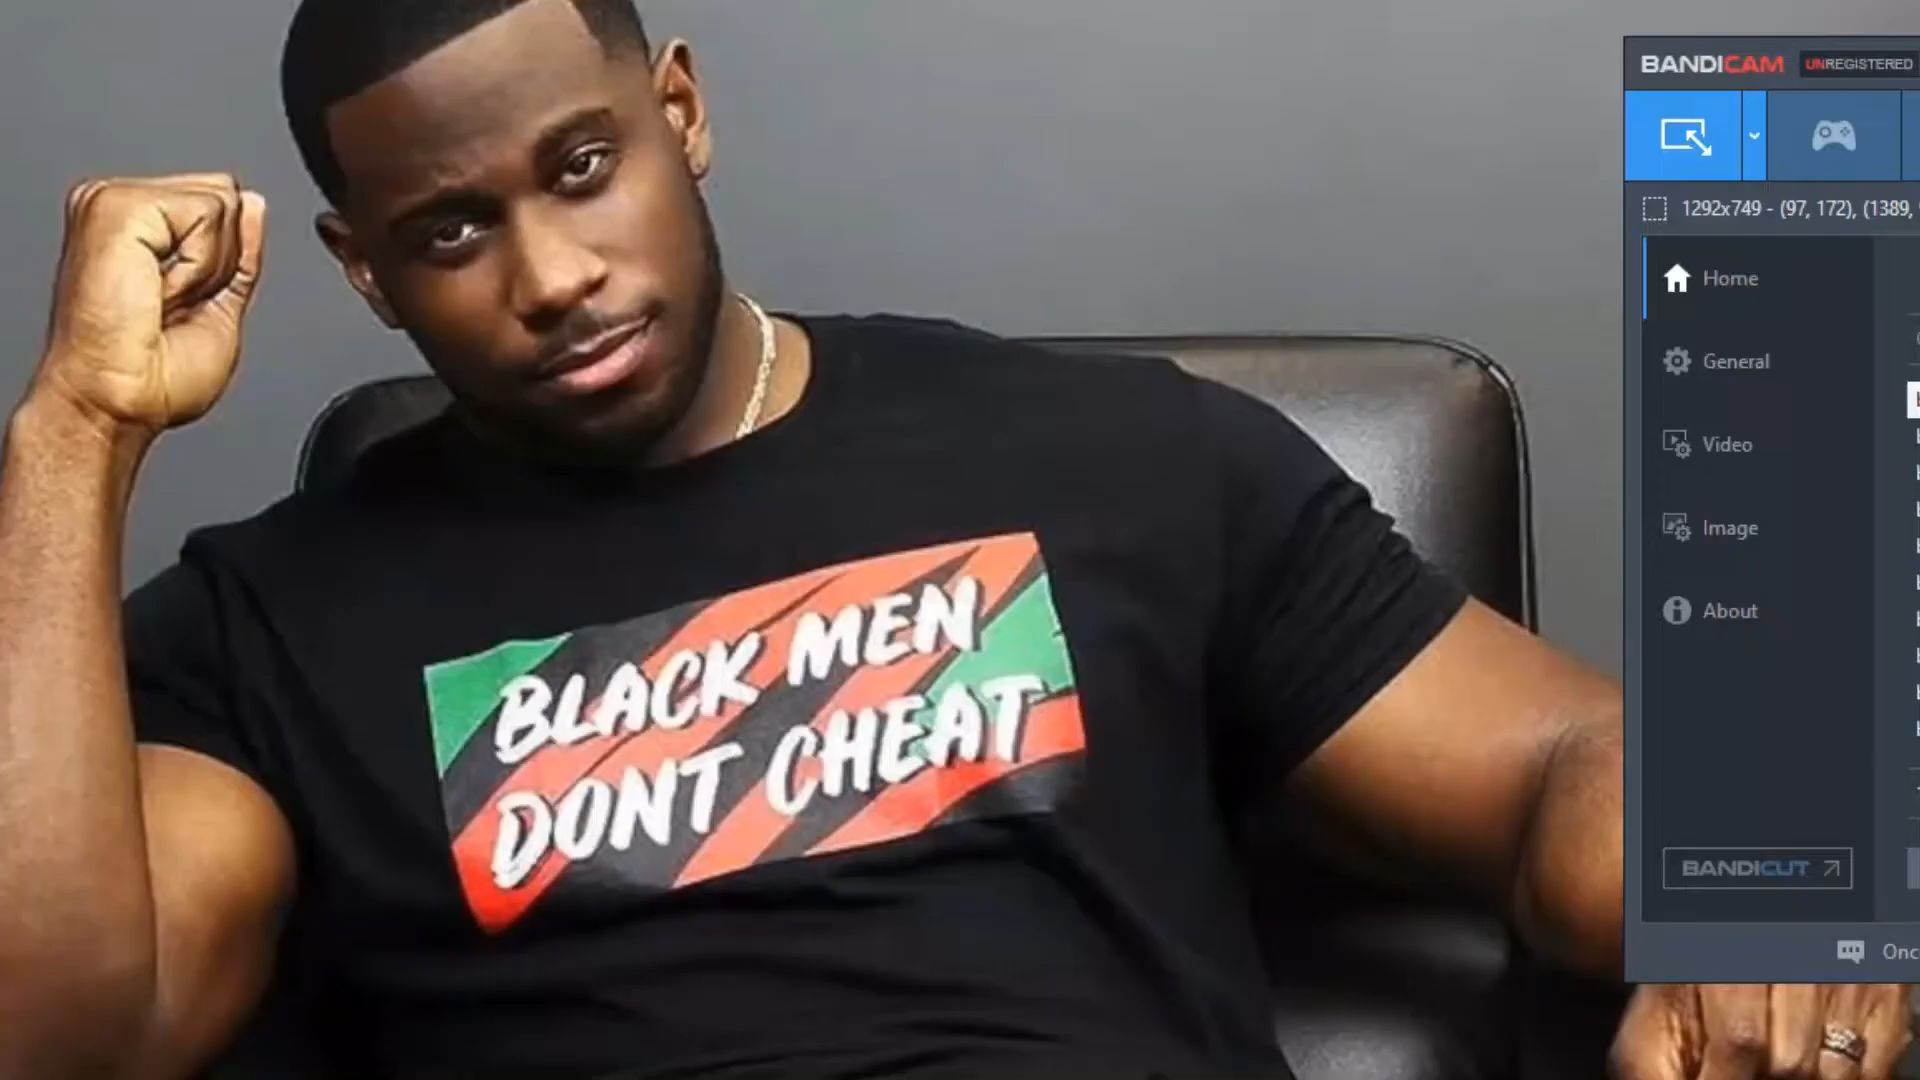 BLACK MEN
DONT CHEAT
BANDICAM UNREGISTERED
1292x749 - (97, 172), (1389,
Home
General
Video
Image
About
BANDICUT